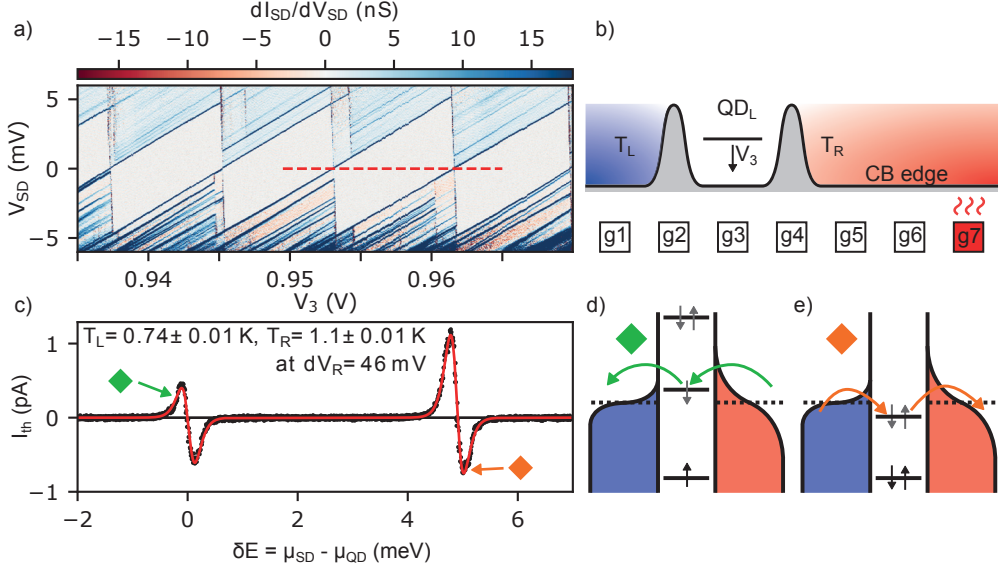 dI_SD/dV_SD (nS)
a)
−15 −10 −5 0 5 10 15
5
0
−5
V_SD (mV)
0.94 0.95 0.96
V_3 (V)
b)
QD_L
T_L
V_3
T_R
CB edge
g1 g2 g3 g4 g5 g6 g7
c)
T_L = 0.74± 0.01 K, T_R = 1.1± 0.01 K
at dV_R = 46 mV
1
0
−1
I_th (pA)
−2 0 2 4 6
δE = μ_SD - μ_QD (meV)
d)
e)